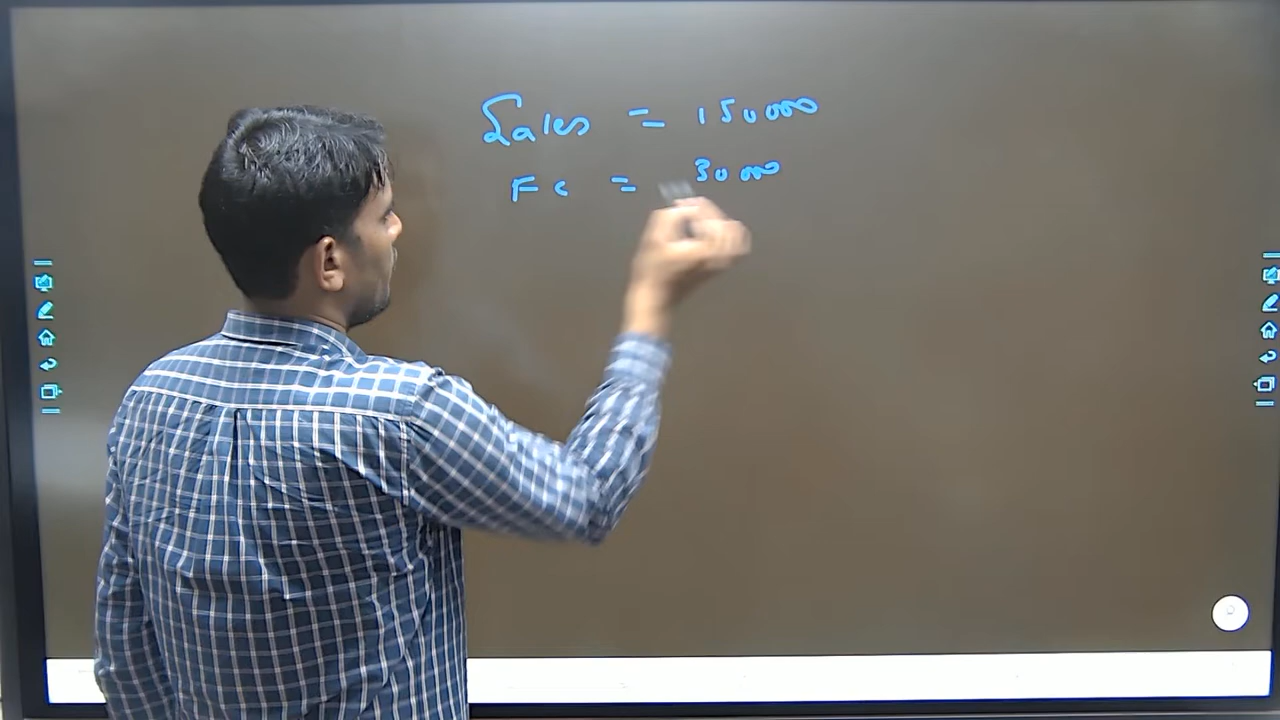 Sales = 150000
FC = 30000